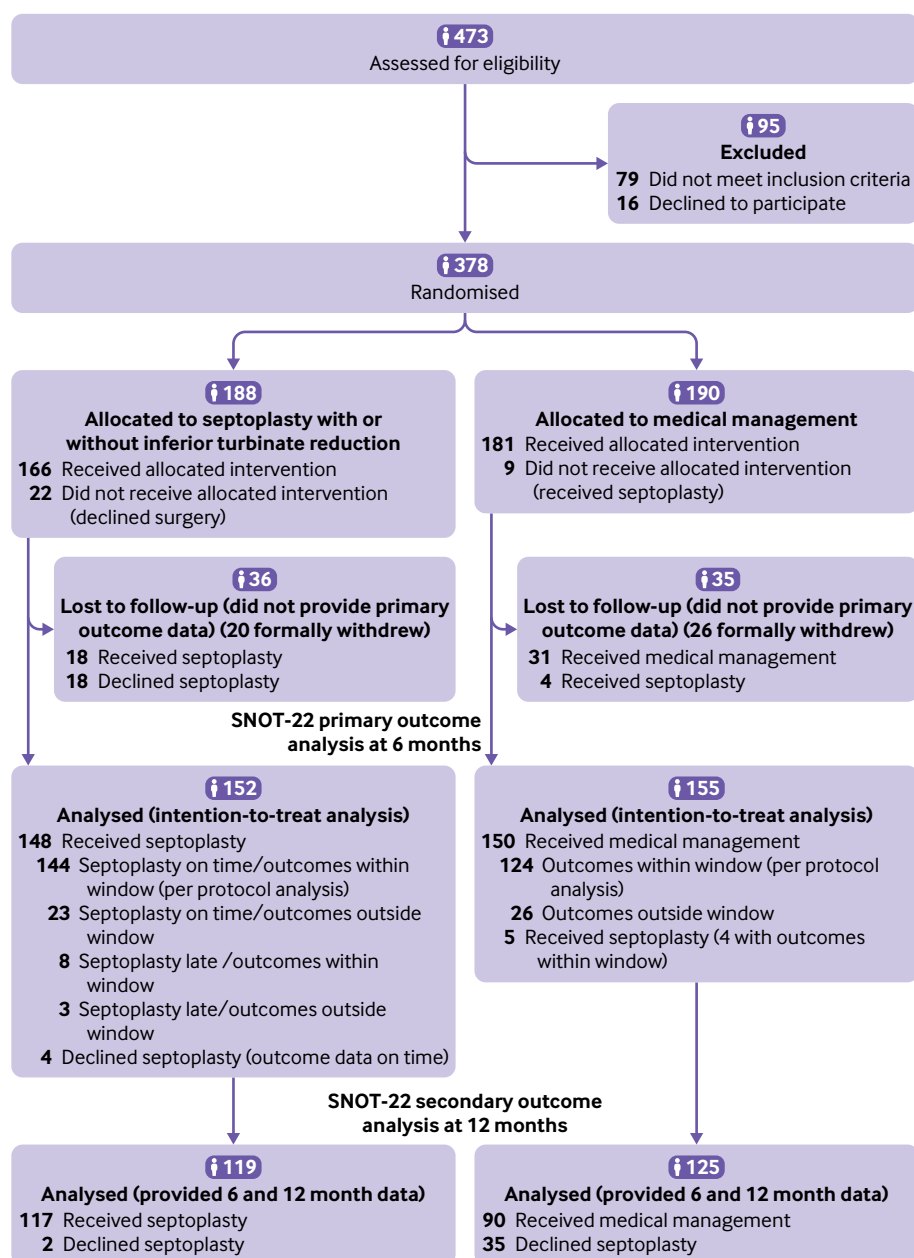 473
Assessed for eligibility
95
Excluded
79 Did not meet inclusion criteria
16 Declined to participate
378
Randomised
188
Allocated to septoplasty with or
without inferior turbinate reduction
166 Received allocated intervention
22 Did not receive allocated intervention
(declined surgery)
190
Allocated to medical management
181 Received allocated intervention
9 Did not receive allocated intervention
(received septoplasty)
36
Lost to follow-up (did not provide primary
outcome data) (20 formally withdrew)
18 Received septoplasty
18 Declined septoplasty
35
Lost to follow-up (did not provide primary
outcome data) (26 formally withdrew)
31 Received medical management
4 Received septoplasty
SNOT-22 primary outcome
analysis at 6 months
152
Analysed (intention-to-treat analysis)
148 Received septoplasty
144 Septoplasty on time/outcomes within
window (per protocol analysis)
23 Septoplasty on time/outcomes outside
window
8 Septoplasty late /outcomes within
window
3 Septoplasty late/outcomes outside
window
4 Declined septoplasty (outcome data on time)
155
Analysed (intention-to-treat analysis)
150 Received medical management
124 Outcomes within window (per protocol
analysis)
26 Outcomes outside window
5 Received septoplasty (4 with outcomes
within window)
SNOT-22 secondary outcome
analysis at 12 months
119
Analysed (provided 6 and 12 month data)
117 Received septoplasty
2 Declined septoplasty
125
Analysed (provided 6 and 12 month data)
90 Received medical management
35 Declined septoplasty